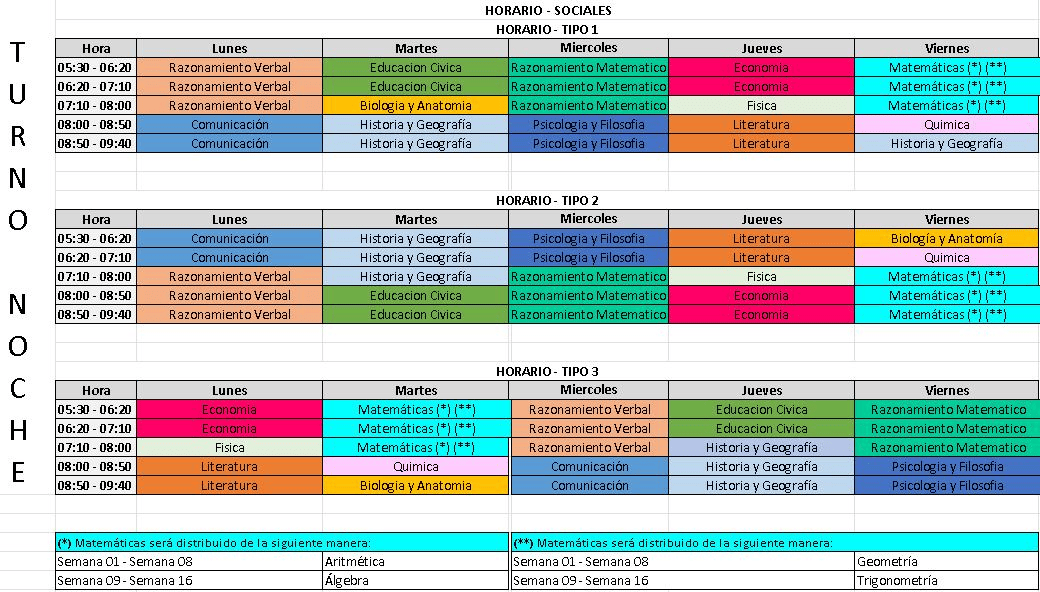 TURNO NOCHE
HORARIO - SOCIALES
HORARIO - TIPO 1
Hora Lunes Martes Miercoles Jueves Viernes
05:30 - 06:20 Razonamiento Verbal Educacion Civica Razonamiento Matematico Economia Matemáticas (*) (**)
06:20 - 07:10 Razonamiento Verbal Educacion Civica Razonamiento Matematico Economia Matemáticas (*) (**)
07:10 - 08:00 Razonamiento Verbal Biologia y Anatomia Razonamiento Matematico Fisica Matemáticas (*) (**)
08:00 - 08:50 Comunicación Historia y Geografía Psicologia y Filosofia Literatura Quimica
08:50 - 09:40 Comunicación Historia y Geografía Psicologia y Filosofia Literatura Historia y Geografía
HORARIO - TIPO 2
Hora Lunes Martes Miercoles Jueves Viernes
05:30 - 06:20 Comunicación Historia y Geografía Psicologia y Filosofia Literatura Biología y Anatomía
06:20 - 07:10 Comunicación Historia y Geografía Psicologia y Filosofia Literatura Quimica
07:10 - 08:00 Razonamiento Verbal Historia y Geografía Razonamiento Matematico Fisica Matemáticas (*) (**)
08:00 - 08:50 Razonamiento Verbal Educacion Civica Razonamiento Matematico Economia Matemáticas (*) (**)
08:50 - 09:40 Razonamiento Verbal Educacion Civica Razonamiento Matematico Economia Matemáticas (*) (**)
HORARIO - TIPO 3
Hora Lunes Martes Miercoles Jueves Viernes
05:30 - 06:20 Economia Matemáticas (*) (**) Razonamiento Verbal Educacion Civica Razonamiento Matematico
06:20 - 07:10 Economia Matemáticas (*) (**) Razonamiento Verbal Educacion Civica Razonamiento Matematico
07:10 - 08:00 Fisica Matemáticas (*) (**) Razonamiento Verbal Historia y Geografía Razonamiento Matematico
08:00 - 08:50 Literatura Quimica Comunicación Historia y Geografía Psicologia y Filosofia
08:50 - 09:40 Literatura Biologia y Anatomia Comunicación Historia y Geografía Psicologia y Filosofia
(*) Matemáticas será distribuido de la siguiente manera: (**) Matemáticas será distribuido de la siguiente manera:
Semana 01 - Semana 08 Aritmética Semana 01 - Semana 08 Geometría
Semana 09 - Semana 16 Álgebra Semana 09 - Semana 16 Trigonometría